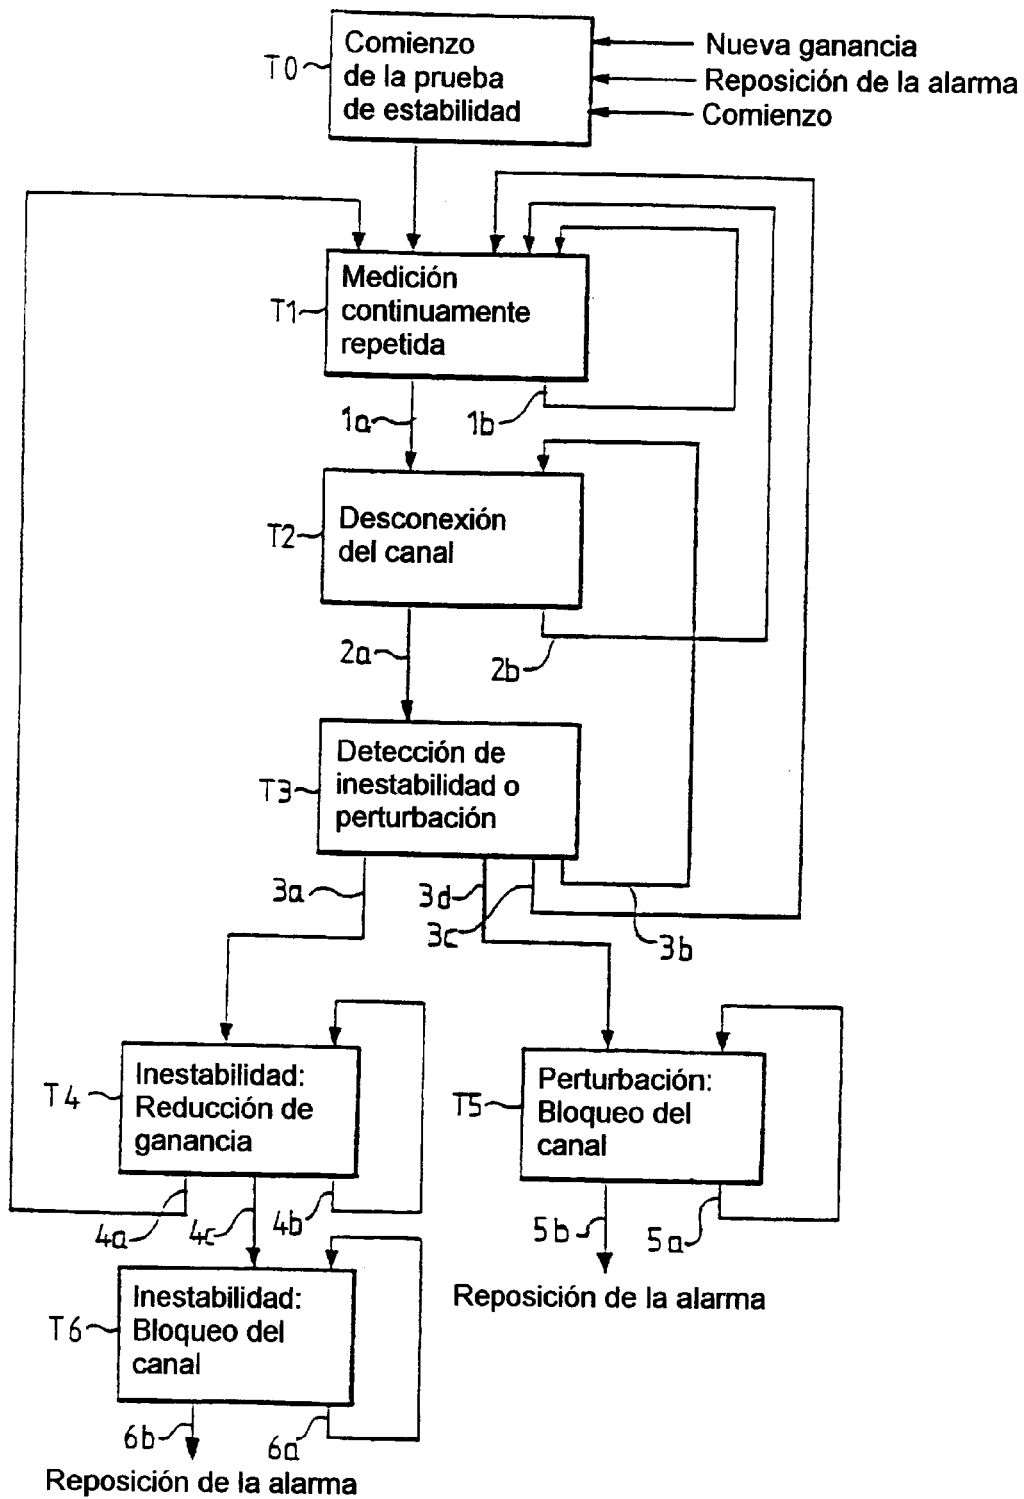 Comienzo
de la prueba
de estabilidad
T0
Nueva ganancia
Reposición de la alarma
Comienzo
Medición
continuamente
repetida
T1
1a
1b
Desconexión
del canal
T2
2a
2b
Detección de
inestabilidad o
perturbación
T3
3a
3d
3c
3b
Inestabilidad:
Reducción de
ganancia
T4
Perturbación:
Bloqueo del
canal
T5
4a
4c
4b
5b
5a
Reposición de la alarma
Inestabilidad:
Bloqueo del
canal
T6
6b
6a
Reposición de la alarma